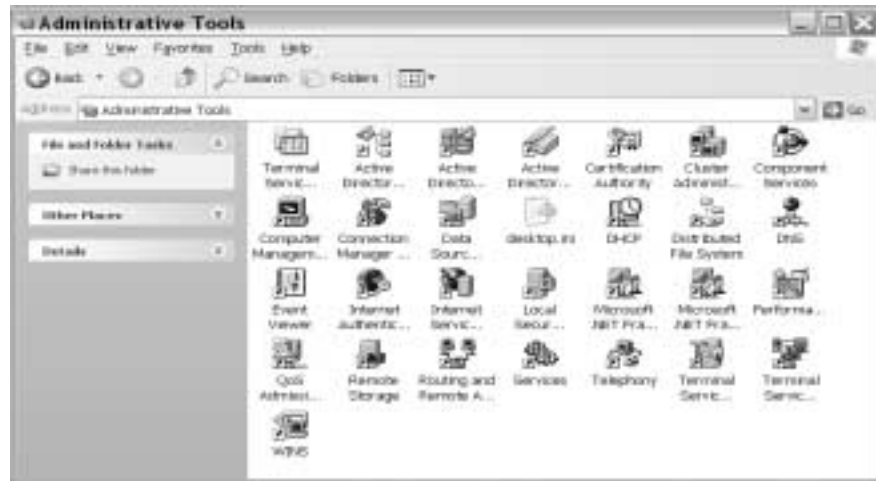 Administrative Tools
File Edit View Favorites Tools Help
Back Search Folders
Address Administrative Tools Go
File and Folder Tasks
Share this folder
Other Places
Details
Terminal Servic... Active Director... Active Directo... Active Director... Certification Authority Cluster Administ... Component Services
Computer Managem... Connection Manager ... Data Sourc... desktop.ini DHCP Distributed File System DNS
Event Viewer Internet Authentic... Internet Servic... Local Secur... Microsoft .NET Fra... Microsoft .NET Fra... Performa...
QoS Admissi... Remote Storage Routing and Remote A... Services Telephony Terminal Servic... Terminal Servic...
WINS